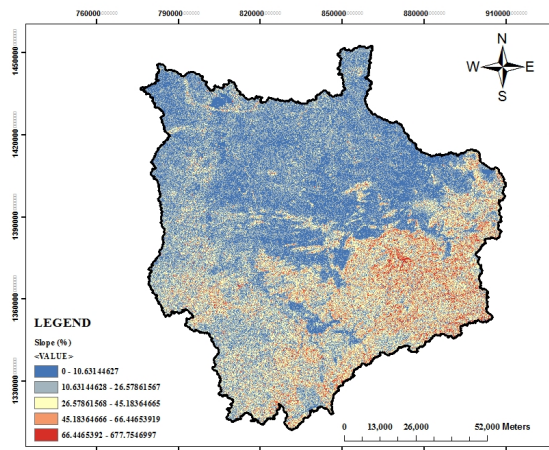 760000 790000 820000 850000 880000 910000
N
W E
S
1480000
1420000
1390000
1360000
1330000
LEGEND
Slope (%)
<VALUE>
0 - 10.63144627
10.63144628 - 26.57861567
26.57861568 - 45.18364665
45.18364666 - 66.44653919
66.4465392 - 677.7546997
0 13,000 26,000 52,000 Meters